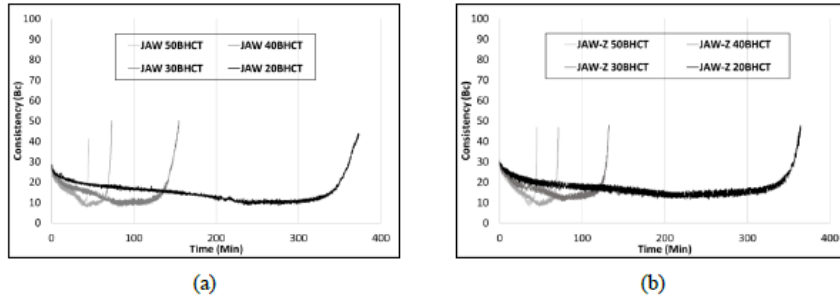 100
90
80
70
60
50
40
30
20
10
0
Consistency (Bc)
JAW 50BHCT JAW 40BHCT
JAW 30BHCT JAW 20BHCT
0 100 200 300 400
Time (Min)
(a)
100
90
80
70
60
50
40
30
20
10
0
Consistency (Bc)
JAW-Z 50BHCT JAW-Z 40BHCT
JAW-Z 30BHCT JAW-Z 20BHCT
0 100 200 300 400
Time (Min)
(b)